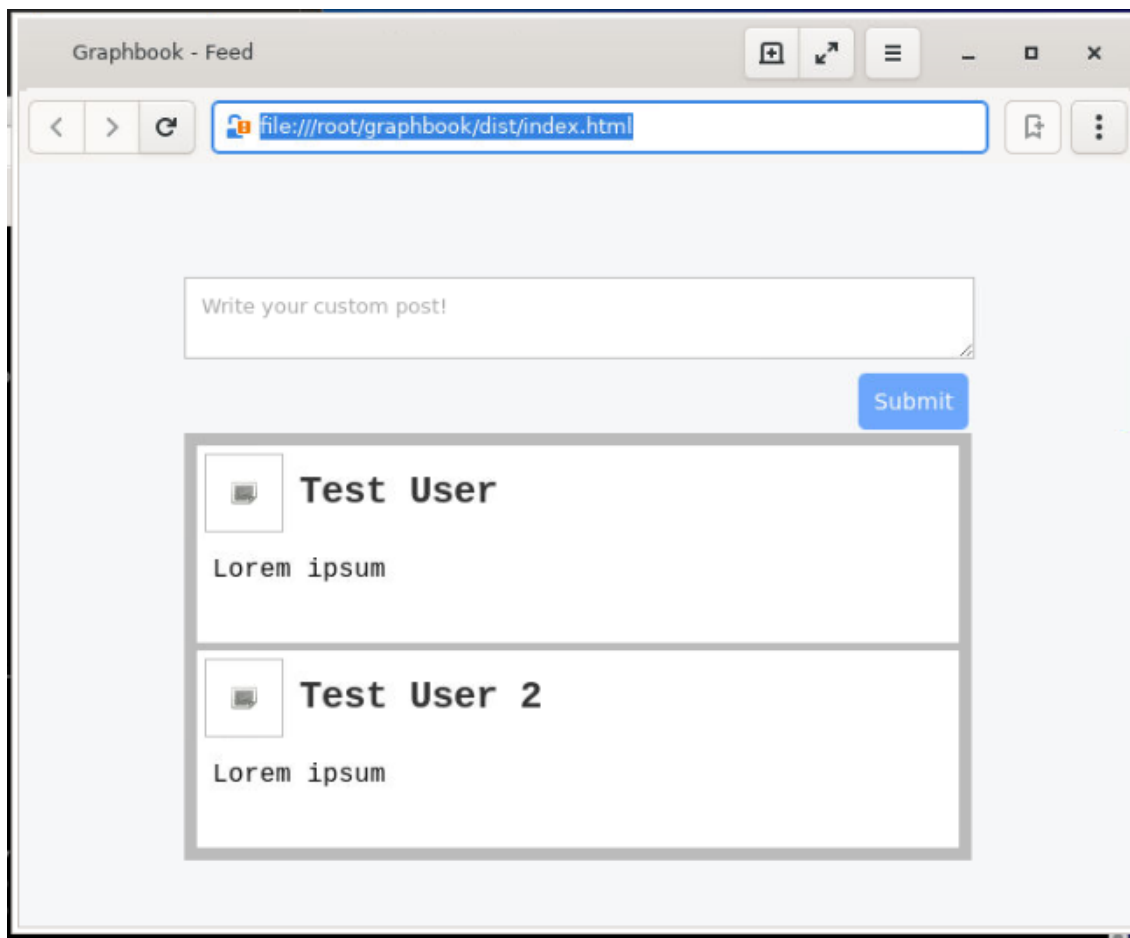 Graphbook - Feed
file:///root/graphbook/dist/index.html
Write your custom post!
Submit
Test User
Lorem ipsum
Test User 2
Lorem ipsum